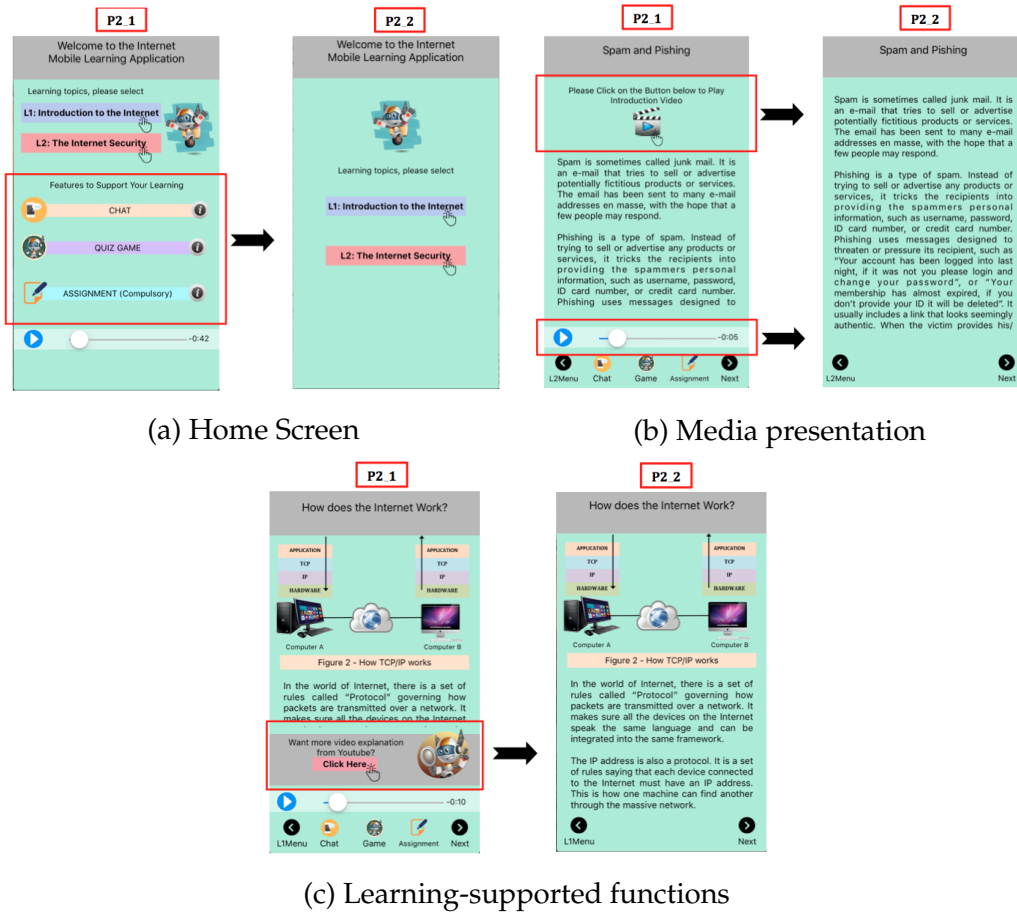 P2_1
Welcome to the Internet
Mobile Learning Application
Learning topics, please select
L1: Introduction to the Internet
L2: The Internet Security
Features to Support Your Learning
CHAT
QUIZ GAME
ASSIGNMENT (Compulsory)
-0:42
P2_2
Welcome to the Internet
Mobile Learning Application
Learning topics, please select
L1: Introduction to the Internet
L2: The Internet Security
(a) Home Screen
P2_1
Spam and Pishing
Please Click on the Button below to Play
Introduction Video
Spam is sometimes called junk mail. It is
an e-mail that tries to sell or advertise
potentially fictitious products or services.
The email has been sent to many e-mail
addresses en masse, with the hope that a
few people may respond.
Phishing is a type of spam. Instead of
trying to sell or advertise any products or
services, it tricks the recipients into
providing the spammers personal
information, such as username, password,
ID card number, or credit card number.
Phishing uses messages designed to
-0:05
L2Menu
Chat
Game
Assignment
Next
P2_2
Spam and Pishing
Spam is sometimes called junk mail. It is
an e-mail that tries to sell or advertise
potentially fictitious products or services.
The email has been sent to many e-mail
addresses en masse, with the hope that a
few people may respond.
Phishing is a type of spam. Instead of
trying to sell or advertise any products or
services, it tricks the recipients into
providing the spammers personal
information, such as username, password,
ID card number, or credit card number.
Phishing uses messages designed to
threaten or pressure its recipient, such as
“Your account has been logged into last
night, if it was not you please login and
change your password”, or “Your
membership has almost expired, if you
don't provide your ID it will be deleted”. It
usually includes a link that looks seemingly
authentic. When the victim provides his/
L2Menu
Next
(b) Media presentation
P2_1
How does the Internet Work?
APPLICATION
TCP
IP
HARDWARE
APPLICATION
TCP
IP
HARDWARE
Computer A
Computer B
Figure 2 - How TCP/IP works
In the world of Internet, there is a set of
rules called “Protocol” governing how
packets are transmitted over a network. It
makes sure all the devices on the Internet
Want more video explanation
from Youtube?
Click Here
-0:10
L1Menu
Chat
Game
Assignment
Next
P2_2
How does the Internet Work?
APPLICATION
TCP
IP
HARDWARE
APPLICATION
TCP
IP
HARDWARE
Computer A
Computer B
Figure 2 - How TCP/IP works
In the world of Internet, there is a set of
rules called “Protocol” governing how
packets are transmitted over a network. It
makes sure all the devices on the Internet
speak the same language and can be
integrated into the same framework.
The IP address is also a protocol. It is a set
of rules saying that each device connected
to the Internet must have an IP address.
This is how one machine can find another
through the massive network.
L1Menu
Next
(c) Learning-supported functions